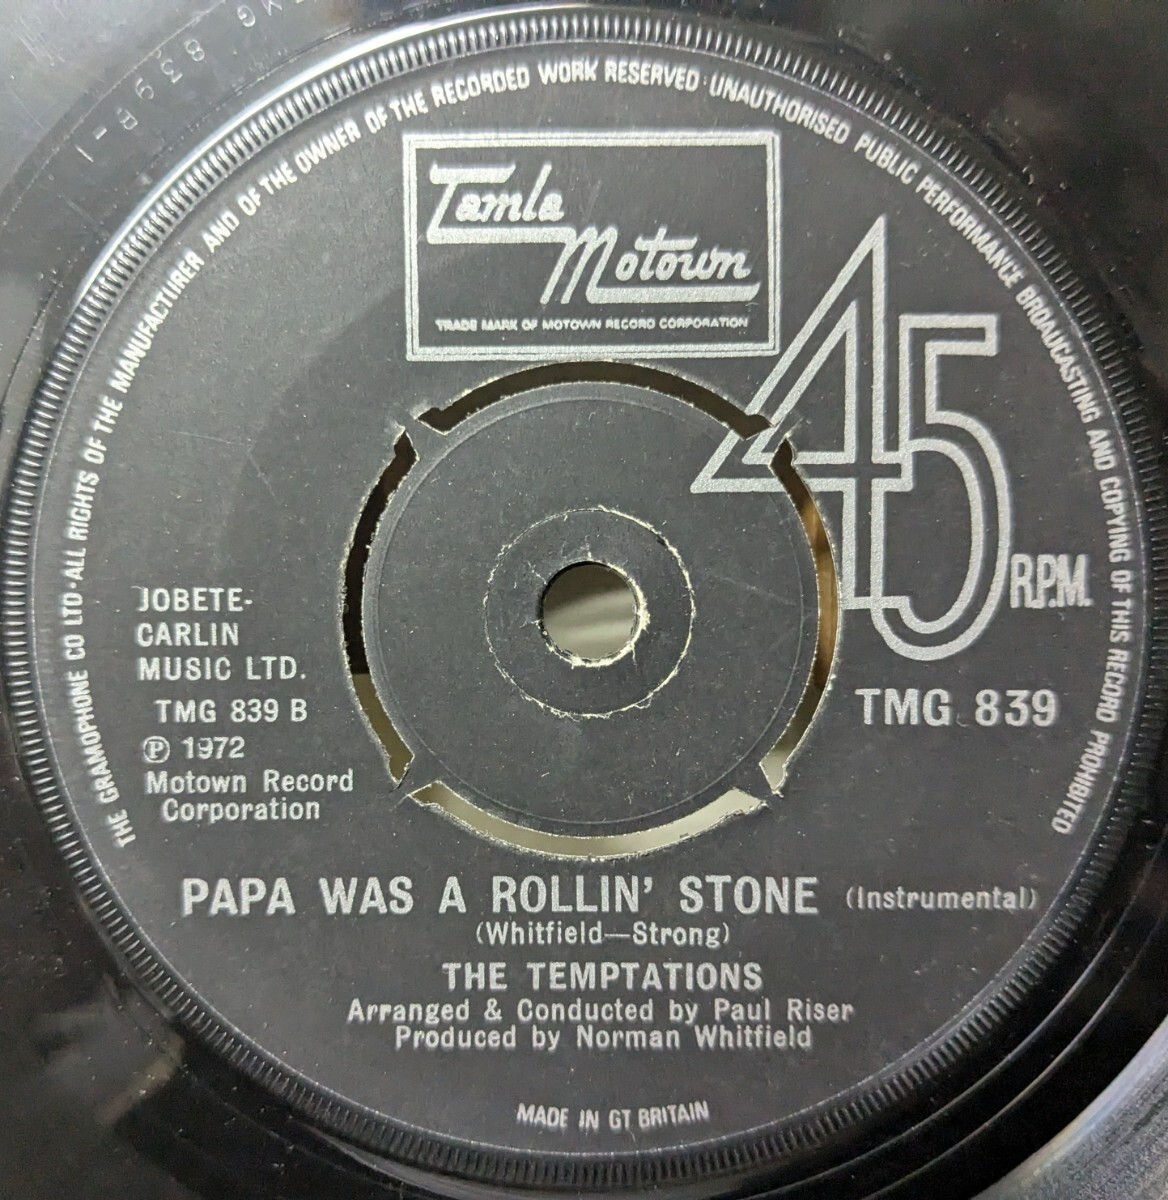 THE GRAMOPHONE CO LTD·ALL RIGHTS OF THE MANUFACTURER AND OF THE OWNER OF THE RECORDED WORK RESERVED·UNAUTHORISED PUBLIC PERFORMANCE BROADCASTING AND COPYING OF THIS RECORD PROHIBITED
839B-1
Tamla
Motown
TRADE MARK OF MOTOWN RECORD CORPORATION
45
R.P.M.
JOBETE-
CARLIN
MUSIC LTD.
TMG 839 B
℗ 1972
Motown Record
Corporation
TMG 839
PAPA WAS A ROLLIN' STONE (Instrumental)
(Whitfield—Strong)
THE TEMPTATIONS
Arranged & Conducted by Paul Riser
Produced by Norman Whitfield
MADE IN GT BRITAIN